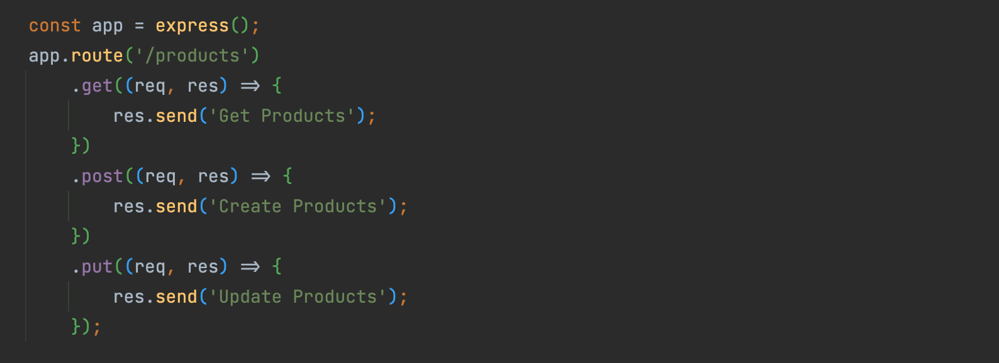 const app = express();
app.route('/products')
    .get((req, res) => {
        res.send('Get Products');
    })
    .post((req, res) => {
        res.send('Create Products');
    })
    .put((req, res) => {
        res.send('Update Products');
    });